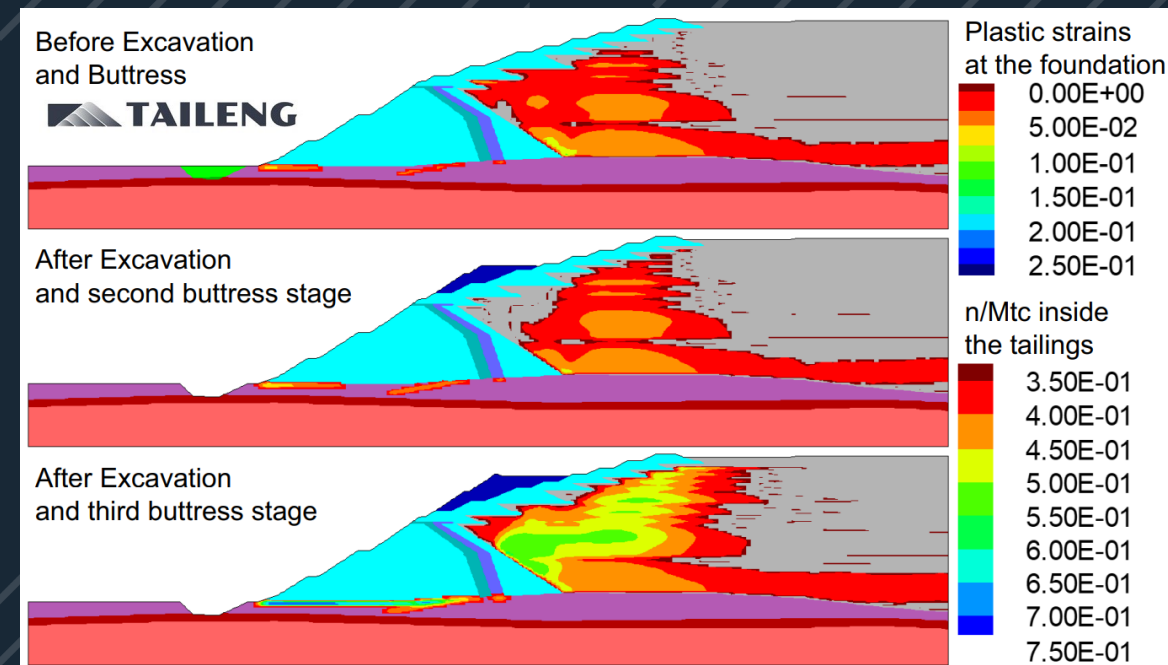 Before Excavation
and Buttress
TAILENG
After Excavation
and second buttress stage
After Excavation
and third buttress stage
Plastic strains
at the foundation
0.00E+00
5.00E-02
1.00E-01
1.50E-01
2.00E-01
2.50E-01
n/Mtc inside
the tailings
3.50E-01
4.00E-01
4.50E-01
5.00E-01
5.50E-01
6.00E-01
6.50E-01
7.00E-01
7.50E-01